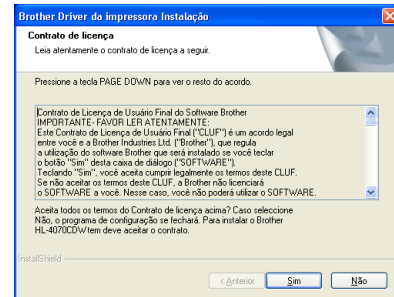 Brother Driver da impressora Instalação
Contrato de licença
Leia atentamente o contrato de licença a seguir.
Pressione a tecla PAGE DOWN para ver o resto do acordo.
Contrato de Licença de Usuário Final do Software Brother
IMPORTANTE- FAVOR LER ATENTAMENTE:
Este Contrato de Licença de Usuário Final ("CLUF") é um acordo legal
entre você e a Brother Industries Ltd. ("Brother"), que regula
a utilização do software Brother que será instalado se você teclar
o botão "Sim" desta caixa de diálogo ("SOFTWARE").
Teclando "Sim", você aceita cumprir legalmente os termos deste CLUF.
Se não aceitar os termos deste CLUF, a Brother não licenciará
o SOFTWARE a você. Nesse caso, você não poderá utilizar o SOFTWARE.
Aceita todos os termos do Contrato de licença acima? Caso seleccione
Não, o programa de configuração se fechará. Para instalar o Brother
HL-4070CDW tem deve aceitar o contrato.
InstallShield
< Anterior
Sim
Não